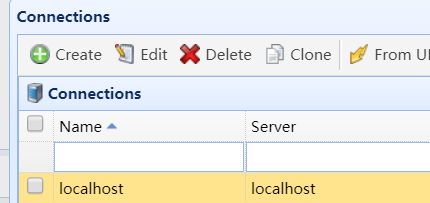 Connections
Create Edit Delete Clone From
Connections
Name Server
localhost localhost